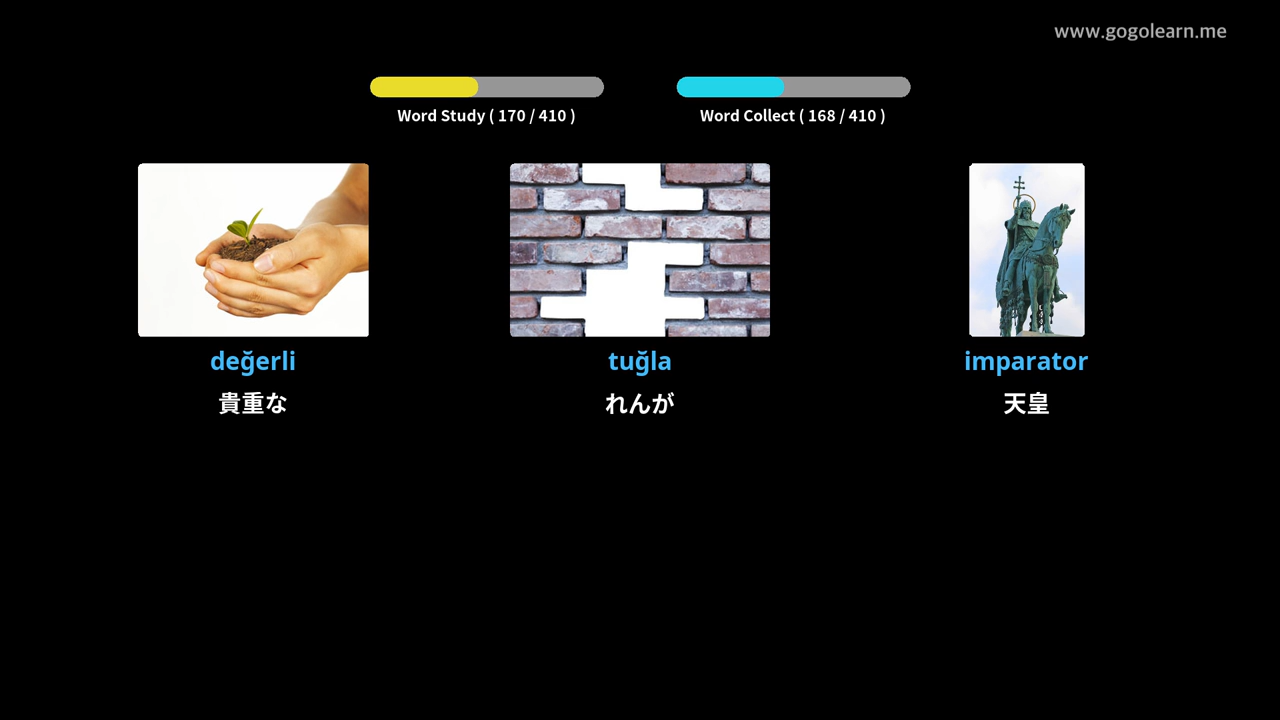 www.gogolearn.me
Word Study ( 170 / 410 )
Word Collect ( 168 / 410 )
değerli
貴重な
tuğla
れんが
imparator
天皇